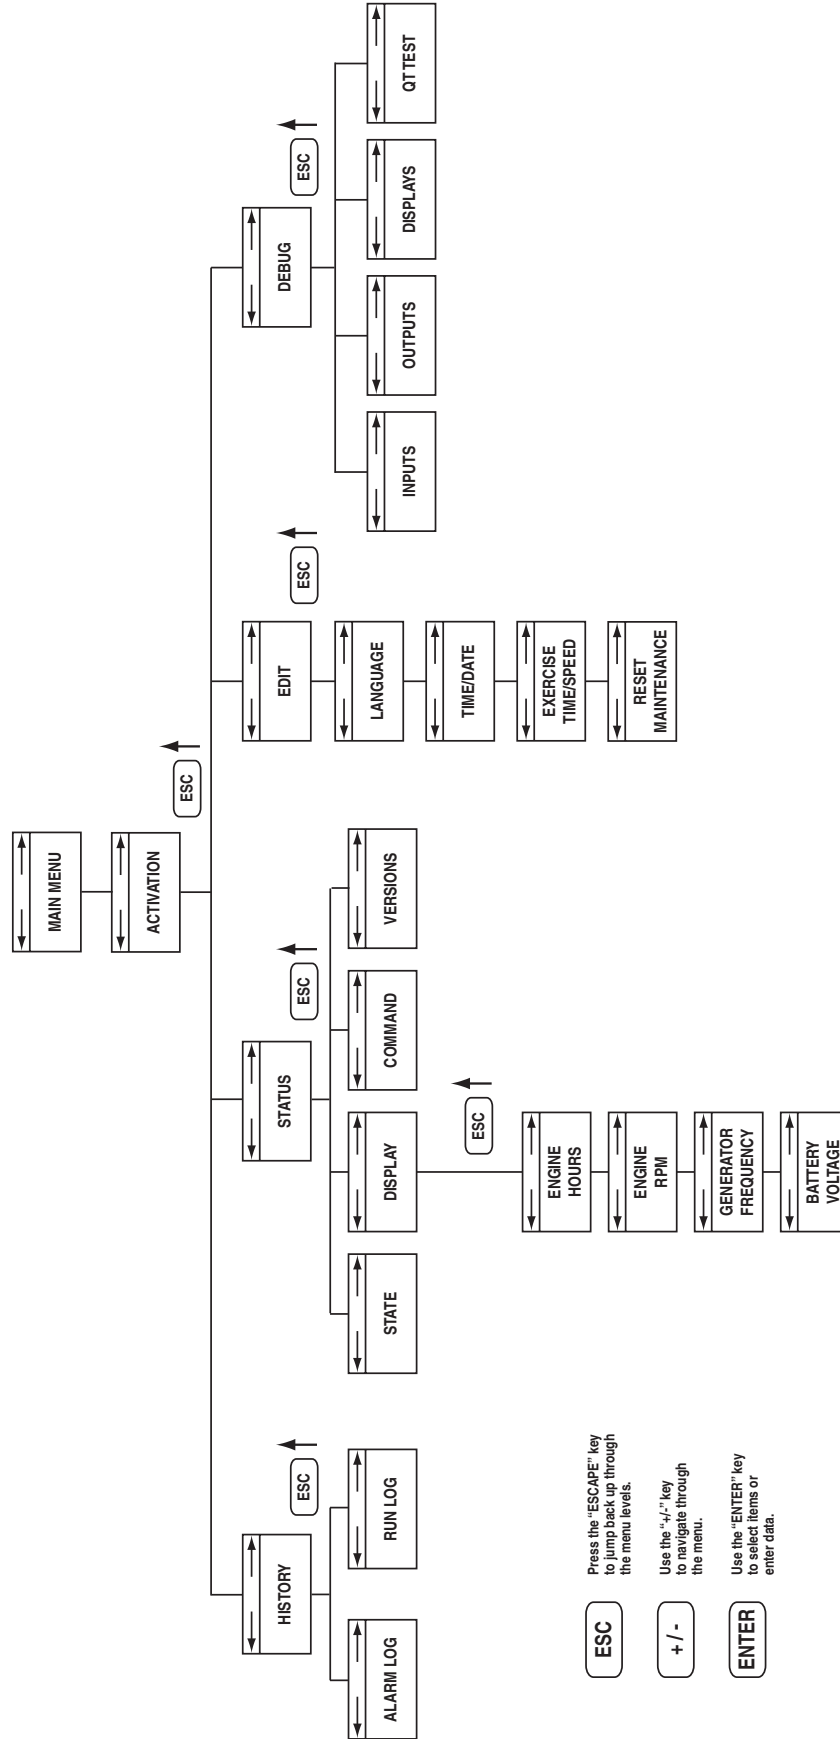 MAIN MENU
ACTIVATION
ESC
HISTORY
ESC
ALARM LOG
RUN LOG
STATUS
ESC
STATE
DISPLAY
COMMAND
VERSIONS
ESC
ENGINE
HOURS
ENGINE
RPM
GENERATOR
FREQUENCY
BATTERY
VOLTAGE
EDIT
ESC
LANGUAGE
TIME/DATE
EXERCISE
TIME/SPEED
RESET
MAINTENANCE
DEBUG
ESC
INPUTS
OUTPUTS
DISPLAYS
QT TEST
ESC
Press the "ESCAPE" key
to jump back up through
the menu levels.
+ / -
Use the "+/-" key
to navigate through
the menu.
ENTER
Use the "ENTER" key
to select items or
enter data.